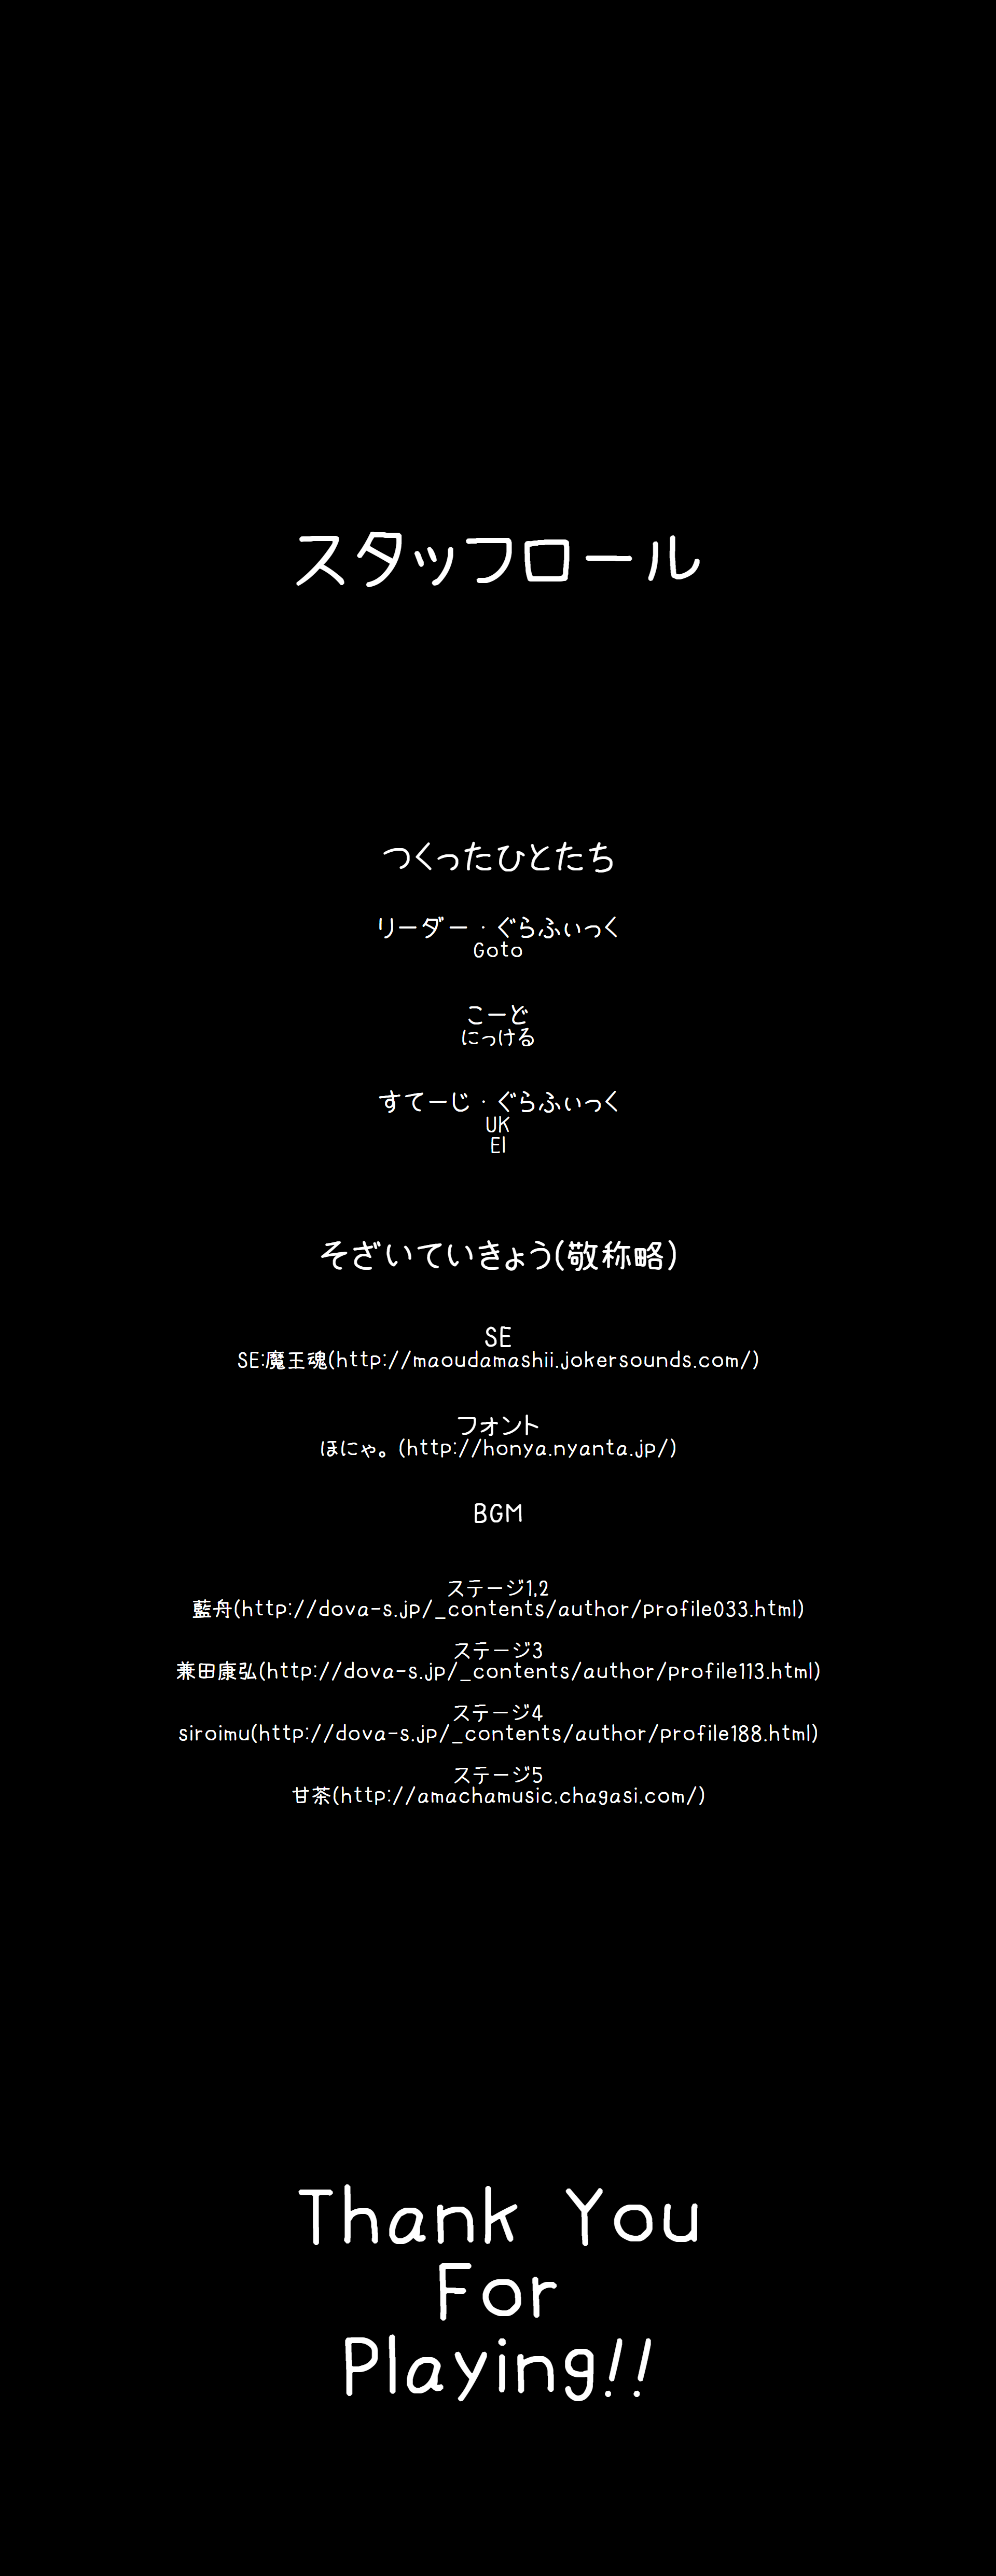 スタッフロール
つくったひとたち
リーダー・ぐらふぃっく
Goto
こーど
にっける
すてーじ・ぐらふぃっく
UK
El
そざいていきょう(敬称略)
SE
SE:魔王魂(http://maoudamashii.jokersounds.com/)
フォント
ほにゃ。(http://honya.nyanta.jp/)
BGM
ステージ1,2
藍舟(http://dova-s.jp/_contents/author/profile033.html)
ステージ3
兼田康弘(http://dova-s.jp/_contents/author/profile113.html)
ステージ4
siroimu(http://dova-s.jp/_contents/author/profile188.html)
ステージ5
甘茶(http://amachamusic.chagasi.com/)
Thank You
For
Playing!!